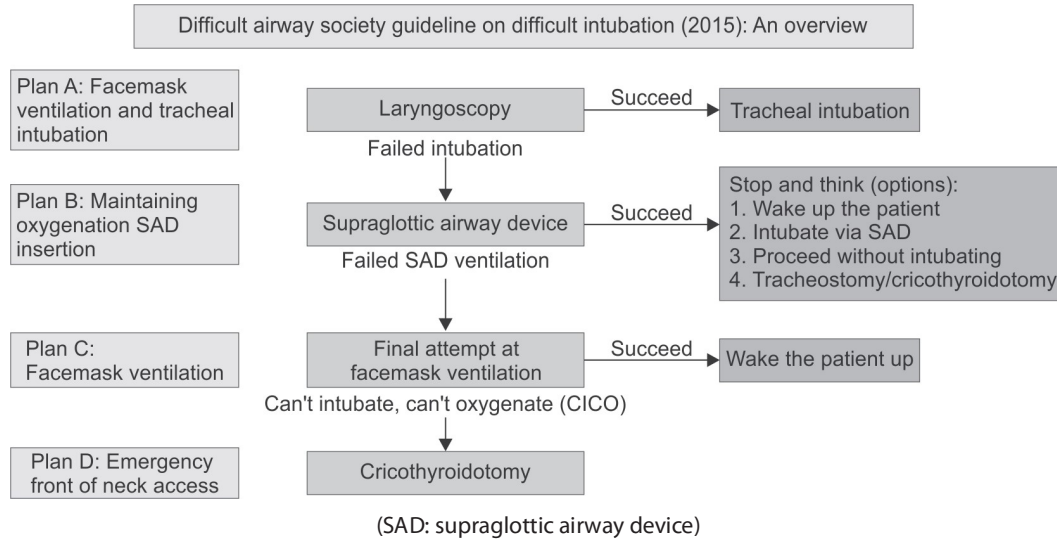 Difficult airway society guideline on difficult intubation (2015): An overview
Plan A: Facemask
ventilation and tracheal
intubation
Laryngoscopy
Succeed
Tracheal intubation
Failed intubation
Plan B: Maintaining
oxygenation SAD
insertion
Supraglottic airway device
Succeed
Stop and think (options):
1. Wake up the patient
2. Intubate via SAD
3. Proceed without intubating
4. Tracheostomy/cricothyroidotomy
Failed SAD ventilation
Plan C:
Facemask ventilation
Final attempt at
facemask ventilation
Succeed
Wake the patient up
Can't intubate, can't oxygenate (CICO)
Plan D: Emergency
front of neck access
Cricothyroidotomy
(SAD: supraglottic airway device)